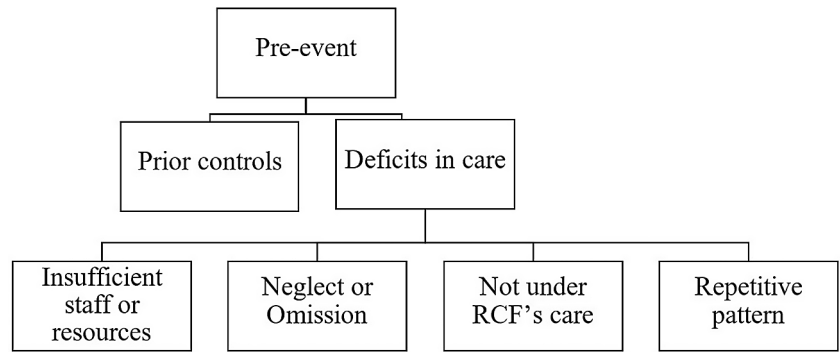 Pre-event
Prior controls
Deficits in care
Insufficient
staff or
resources
Neglect or
Omission
Not under
RCF’s care
Repetitive
pattern